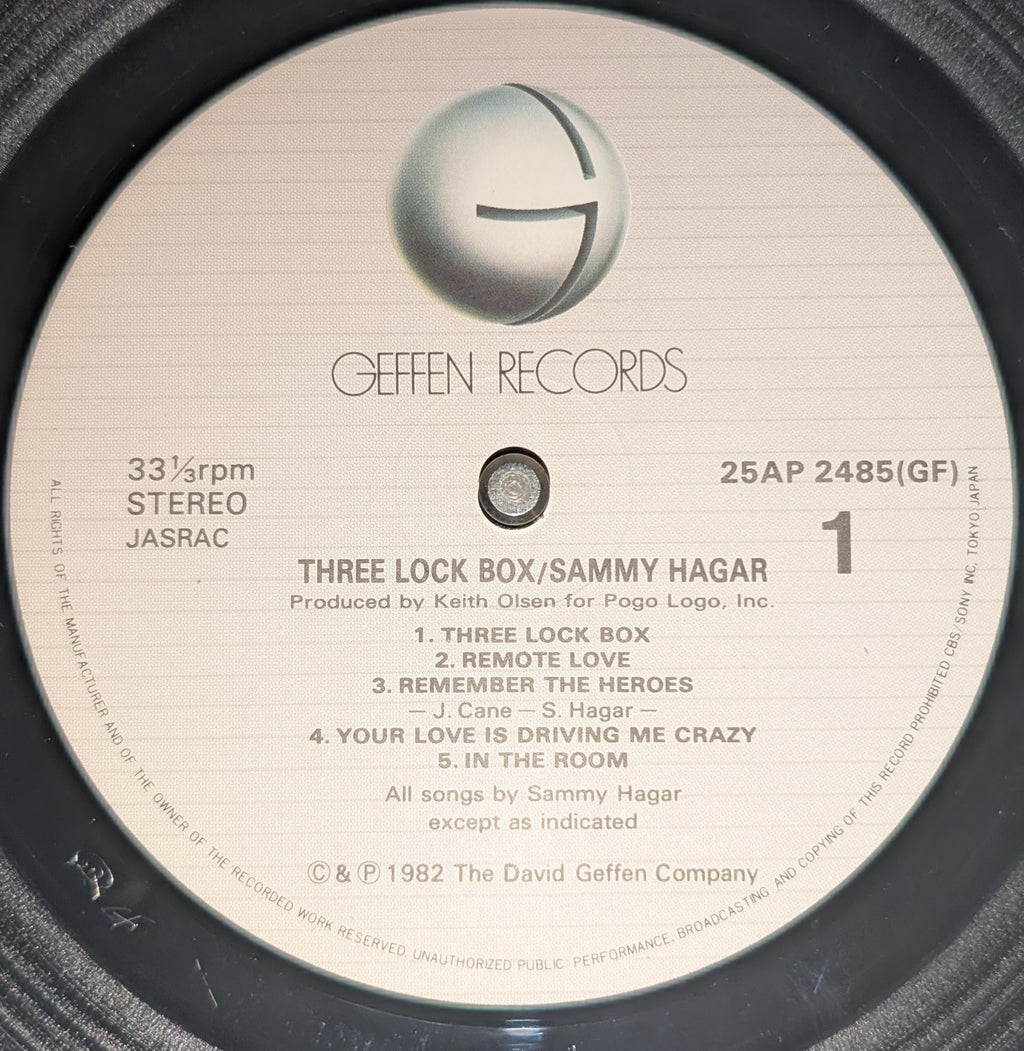 GEFFEN RECORDS
33⅓rpm
STEREO
JASRAC
25AP 2485(GF)
1
THREE LOCK BOX/SAMMY HAGAR
Produced by Keith Olsen for Pogo Logo, Inc.
1. THREE LOCK BOX
2. REMOTE LOVE
3. REMEMBER THE HEROES
— J. Cane — S. Hagar —
4. YOUR LOVE IS DRIVING ME CRAZY
5. IN THE ROOM
All songs by Sammy Hagar
except as indicated
© & ℗ 1982 The David Geffen Company
ALL RIGHTS OF THE MANUFACTURER AND OF THE OWNER OF THE RECORDED WORK RESERVED. UNAUTHORIZED PUBLIC PERFORMANCE, BROADCASTING AND COPYING OF THIS RECORD PROHIBITED CBS/SONY INC. TOKYO JAPAN